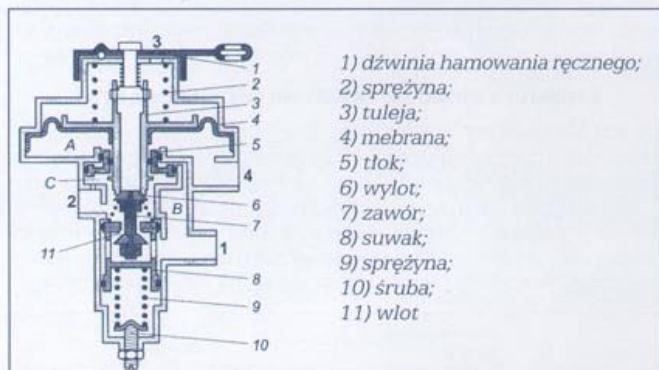 3
1
2
3
4
A
5
4
C
2
B
6
7
1
11
8
9
10
1) dźwinia hamowania ręcznego;
2) sprężyna;
3) tuleja;
4) mebrana;
5) tłok;
6) wylot;
7) zawór;
8) suwak;
9) sprężyna;
10) śruba;
11) wlot